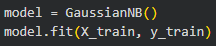 model = GaussianNB()
model.fit(X_train, y_train)